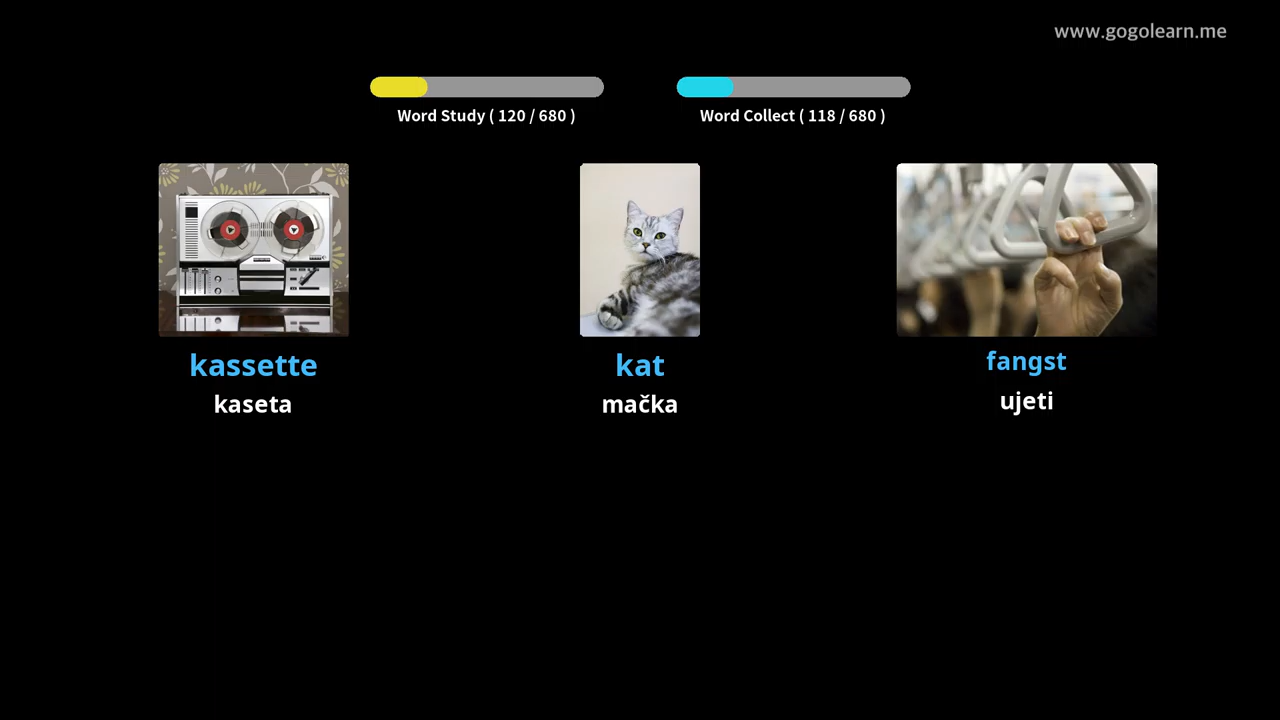 www.gogolearn.me
Word Study ( 120 / 680 )
Word Collect ( 118 / 680 )
kassette
kaseta
kat
mačka
fangst
ujeti